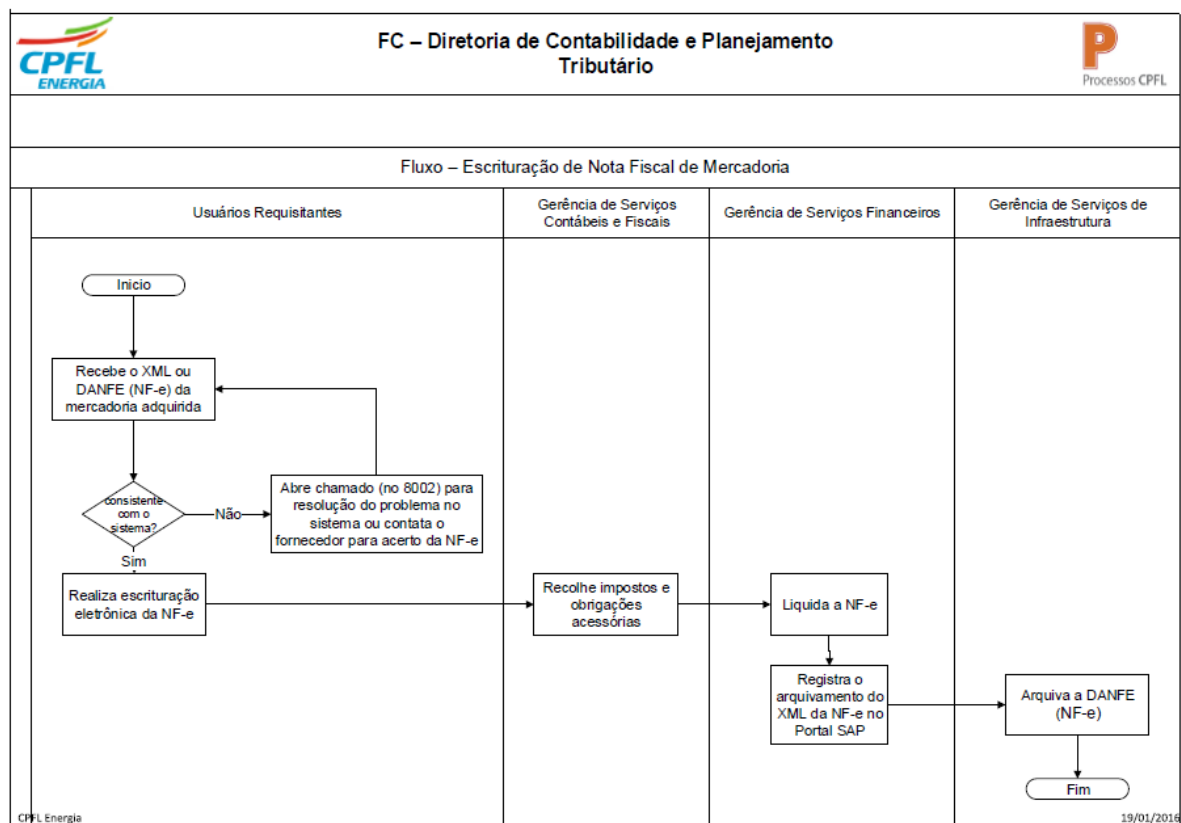 CPFL
ENERGIA
FC – Diretoria de Contabilidade e Planejamento
Tributário
P
Processos CPFL
Fluxo – Escrituração de Nota Fiscal de Mercadoria
Usuários Requisitantes
Gerência de Serviços
Contábeis e Fiscais
Gerência de Serviços Financeiros
Gerência de Serviços de
Infraestrutura
Inicio
Recebe o XML ou
DANFE (NF-e) da
mercadoria adquirida
consistente
com o
sistema?
Não
Abre chamado (no 8002) para
resolução do problema no
sistema ou contata o
fornecedor para acerto da NF-e
Sim
Realiza escrituração
eletrônica da NF-e
Recolhe impostos e
obrigações
acessórias
Liquida a NF-e
Registra o
arquivamento do
XML da NF-e no
Portal SAP
Arquiva a DANFE
(NF-e)
Fim
CPFL Energia
19/01/2016